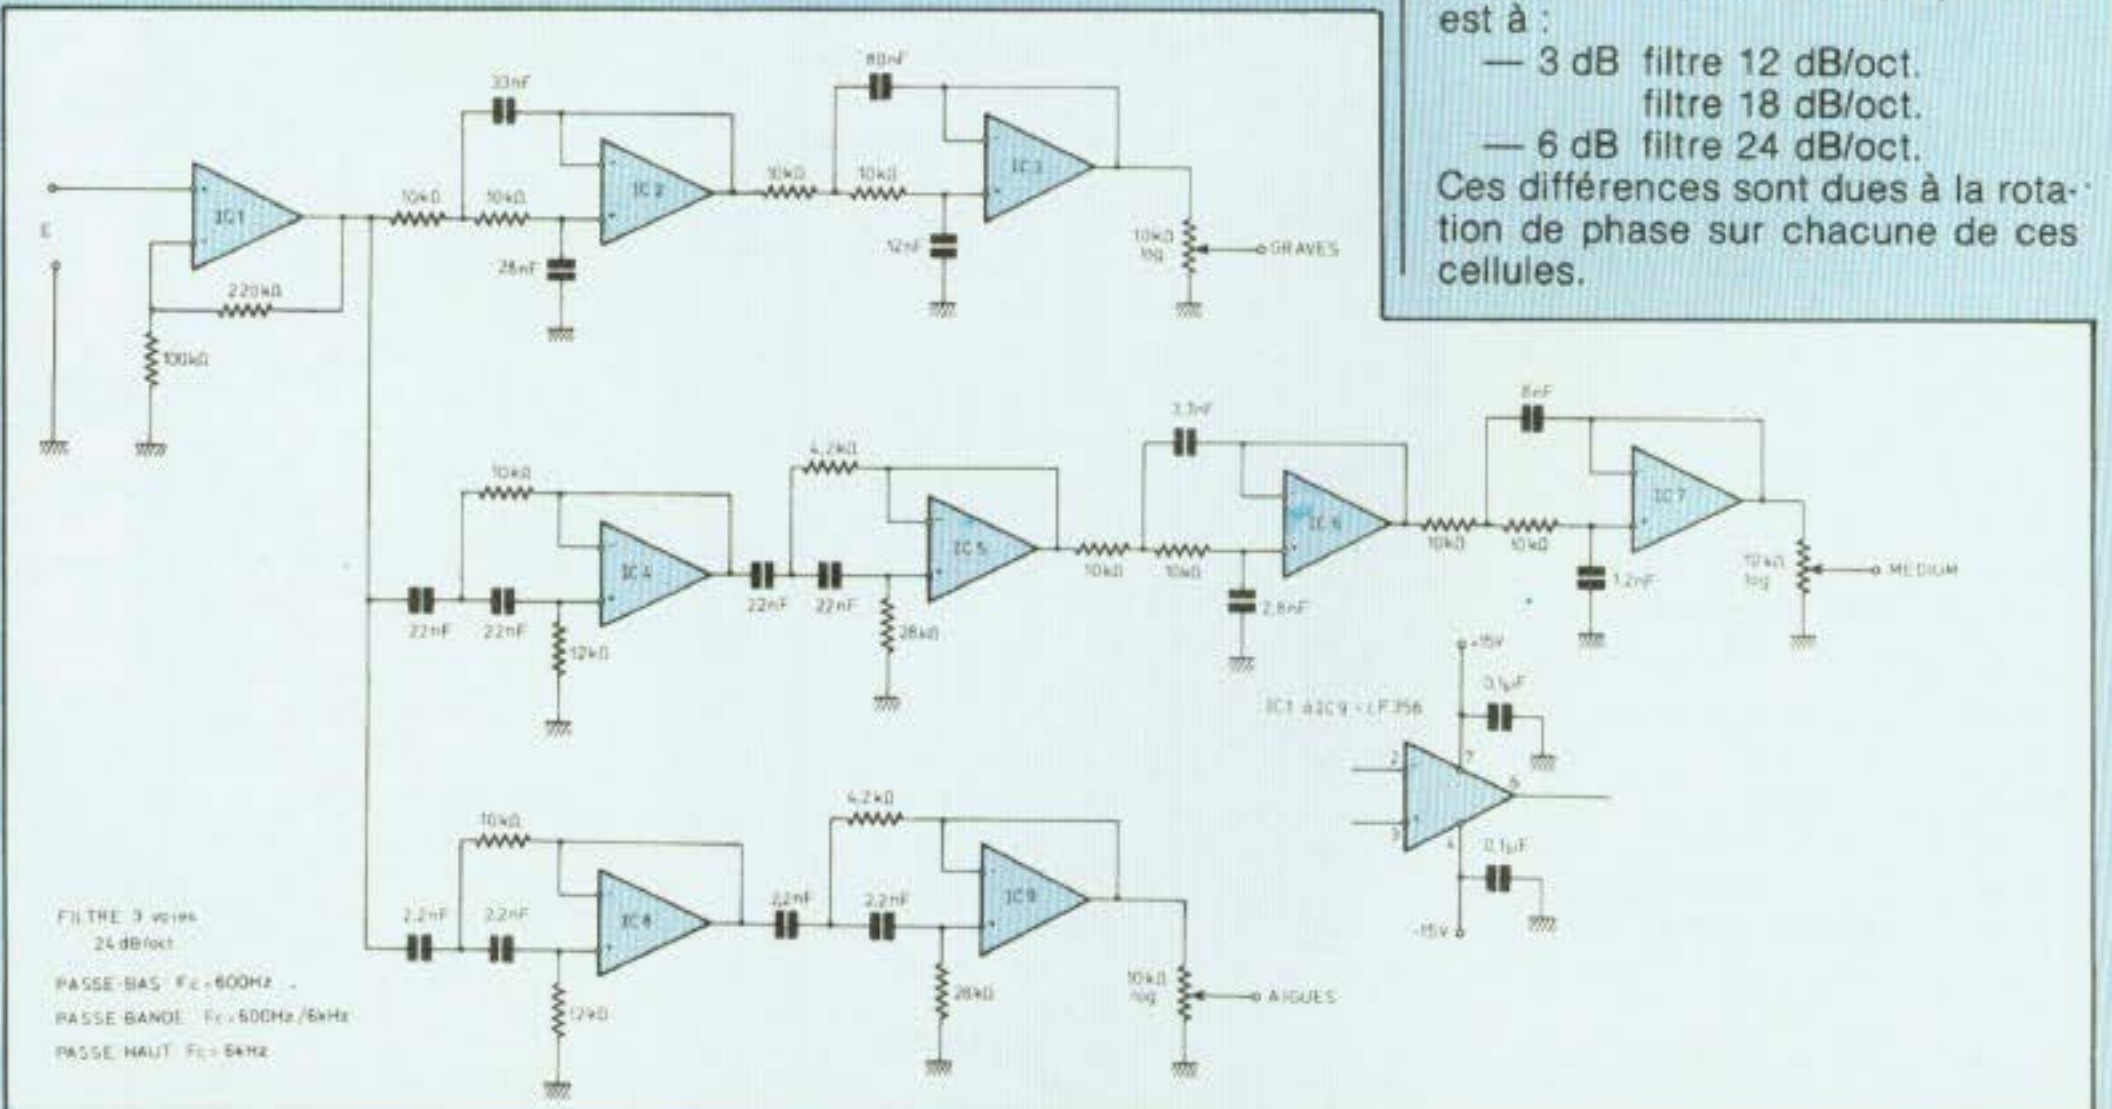 est à :
— 3 dB filtre 12 dB/oct.
filtre 18 dB/oct.
— 6 dB filtre 24 dB/oct.
Ces différences sont dues à la rota-
tion de phase sur chacune de ces
cellules.
33nF
80nF
IC1
10kΩ
10kΩ
IC2
10kΩ
10kΩ
IC3
E
28nF
12nF
10kΩ
log
GRAVES
220kΩ
100kΩ
3,3nF
8nF
10kΩ
4,2kΩ
IC4
IC5
IC6
IC7
22nF
22nF
22nF
22nF
10kΩ
10kΩ
10kΩ
10kΩ
12kΩ
28kΩ
2,8nF
1,2nF
10kΩ
log
MEDIUM
+15V
0,1µF
IC1 à IC9 - LF356
2
7
6
3
4
0,1µF
-15V
10kΩ
4,2kΩ
2,2nF
2,2nF
IC8
2,2nF
2,2nF
IC9
12kΩ
28kΩ
10kΩ
log
AIGUES
FILTRE 3 voies
24 dB/oct
PASSE-BAS Fc=600Hz
PASSE BANDE Fc=600Hz/6kHz
PASSE-HAUT Fc=6kHz